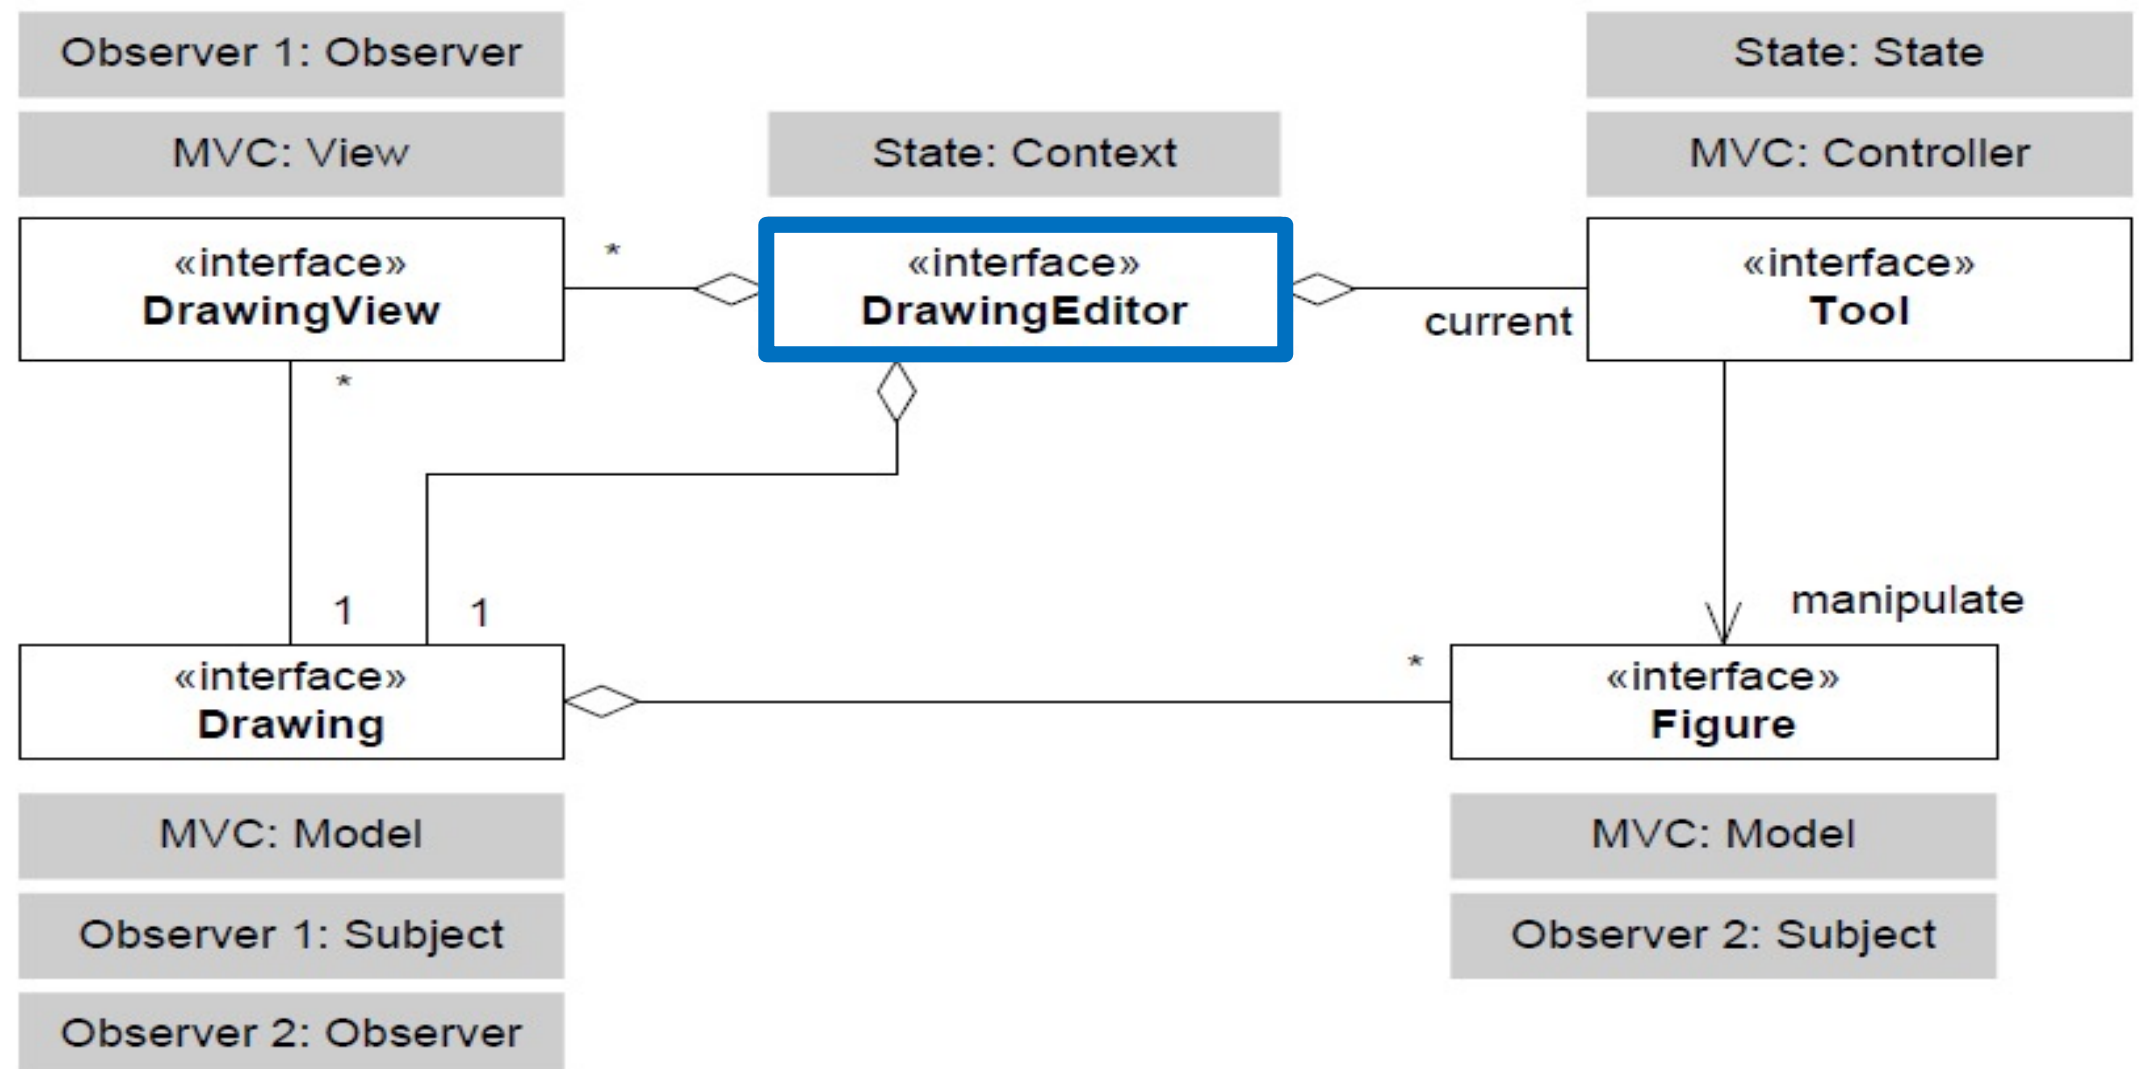 Observer 1: Observer
State: State
MVC: View
State: Context
MVC: Controller
*
«interface»
DrawingView
«interface»
DrawingEditor
«interface»
Tool
current
*
1
1
manipulate
*
«interface»
Drawing
«interface»
Figure
MVC: Model
MVC: Model
Observer 1: Subject
Observer 2: Subject
Observer 2: Observer